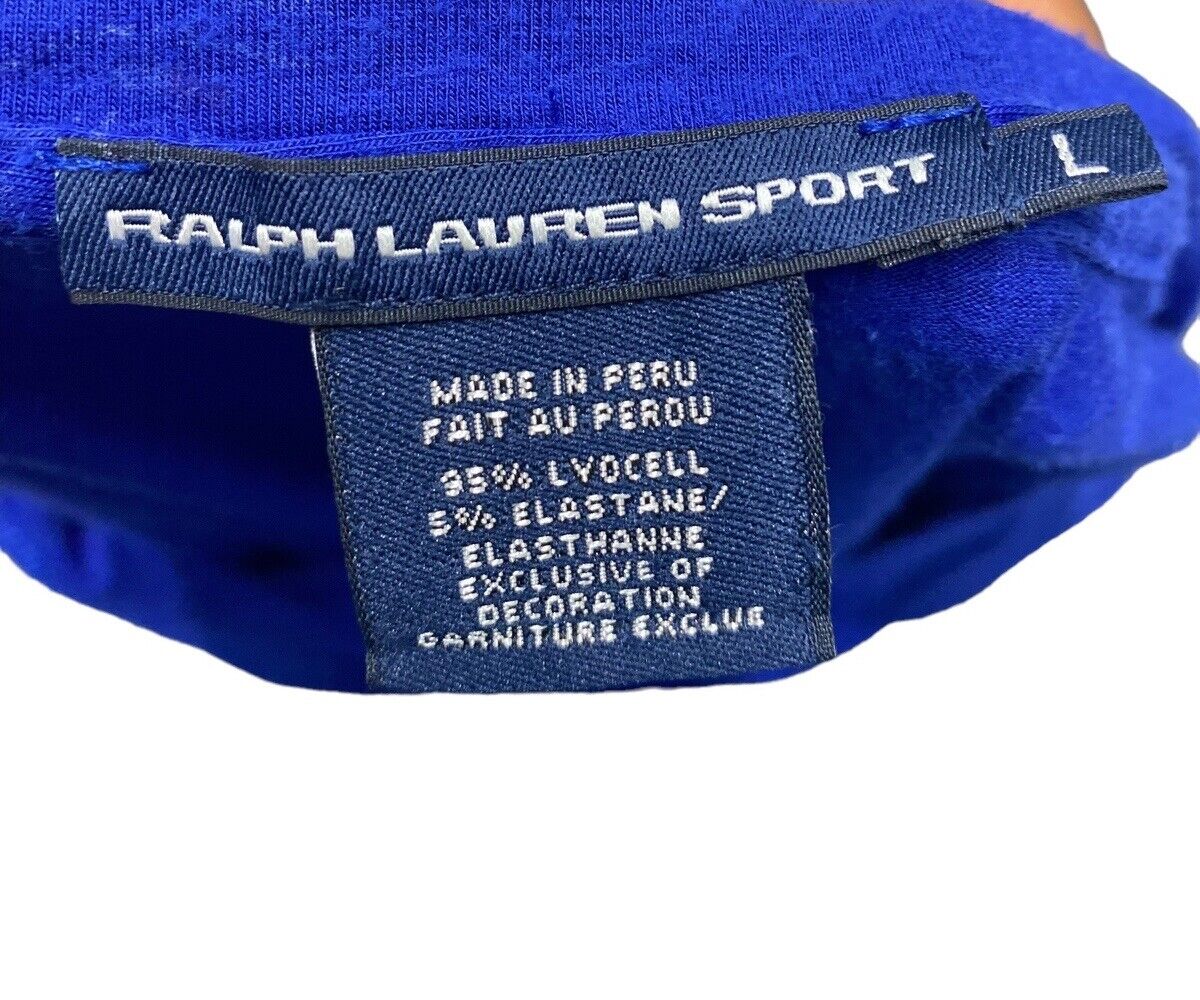 RALPH LAUREN SPORT L
MADE IN PERU
FAIT AU PEROU
95% LYOCELL
5% ELASTANE/
ELASTHANNE
EXCLUSIVE OF
DECORATION
GARNITURE EXCLUE